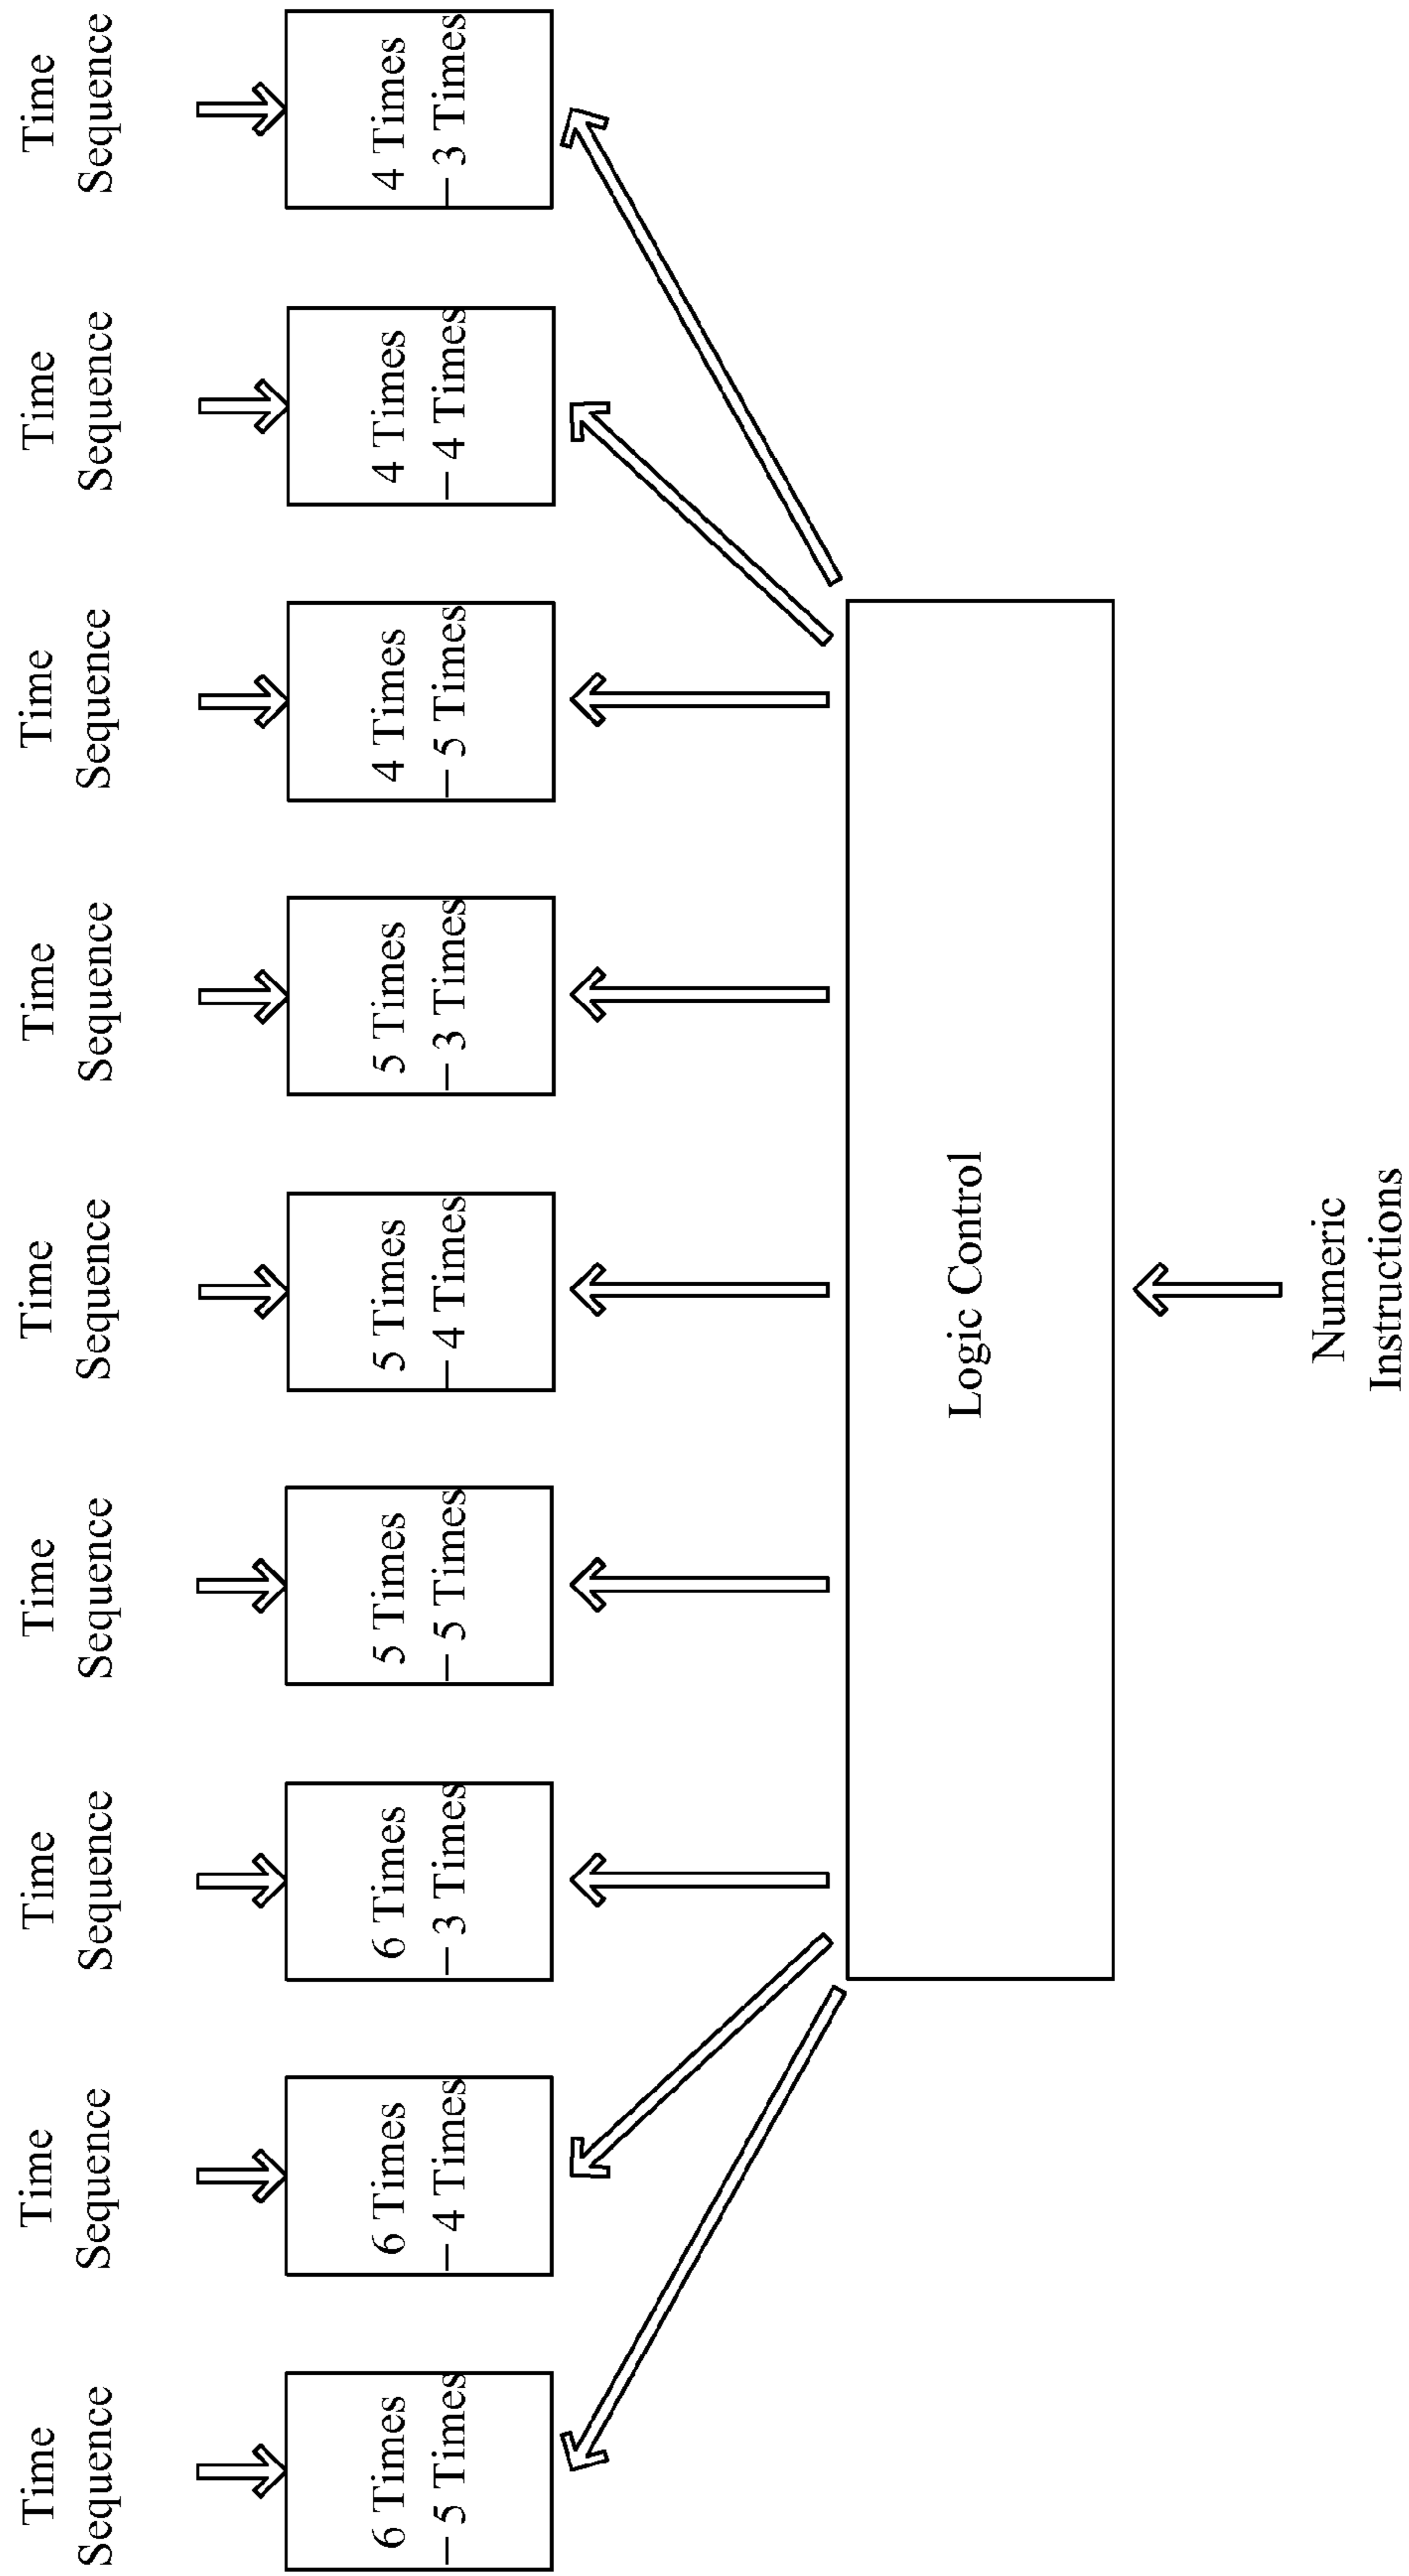 Time
Sequence
Time
Sequence
Time
Sequence
Time
Sequence
Time
Sequence
Time
Sequence
Time
Sequence
Time
Sequence
Time
Sequence
6 Times
– 5 Times
6 Times
– 4 Times
6 Times
– 3 Times
5 Times
– 5 Times
5 Times
– 4 Times
5 Times
– 3 Times
4 Times
– 5 Times
4 Times
– 4 Times
4 Times
– 3 Times
Logic Control
Numeric
Instructions